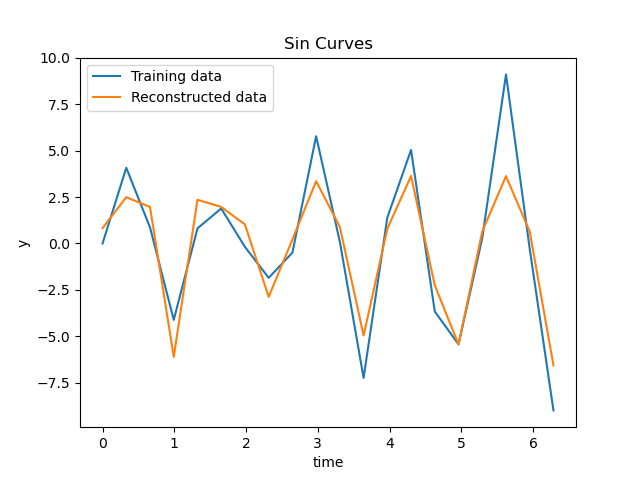 Sin Curves
Training data
Reconstructed data
10.0
7.5
5.0
2.5
0.0
−2.5
−5.0
−7.5
y
0 1 2 3 4 5 6
time